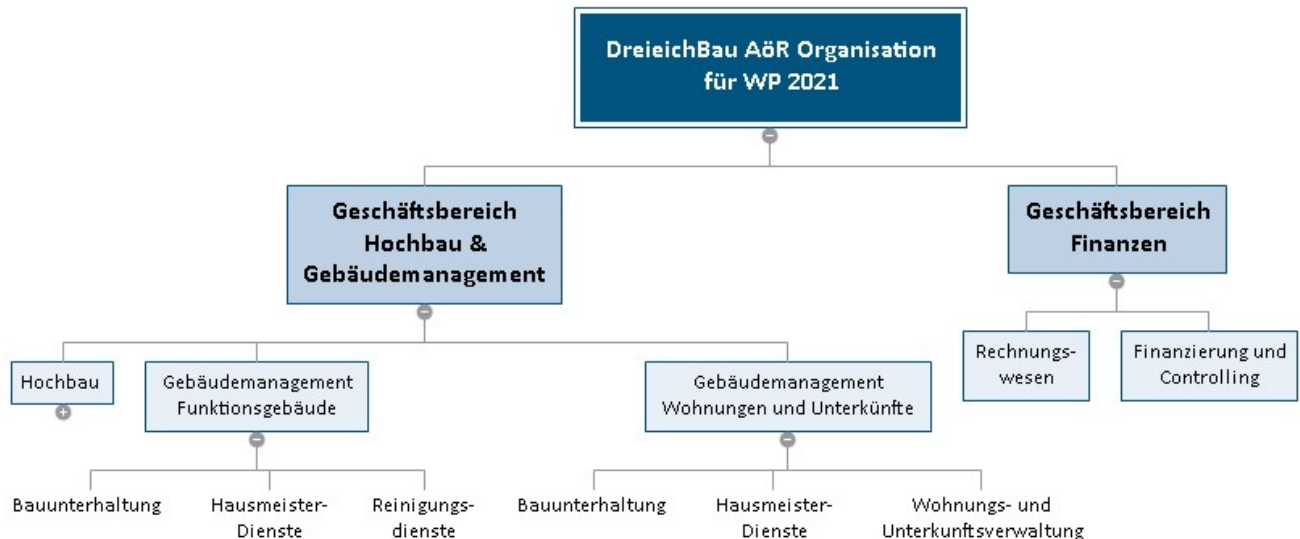 DreieichBau AöR Organisation
für WP 2021
Geschäftsbereich
Hochbau &
Gebäudemanagement
Geschäftsbereich
Finanzen
Hochbau
Gebäudemanagement
Funktionsgebäude
Gebäudemanagement
Wohnungen und Unterkünfte
Rechnungs-
wesen
Finanzierung und
Controlling
Bauunterhaltung
Hausmeister-
Dienste
Reinigungs-
dienste
Bauunterhaltung
Hausmeister-
Dienste
Wohnungs- und
Unterkunftsverwaltung